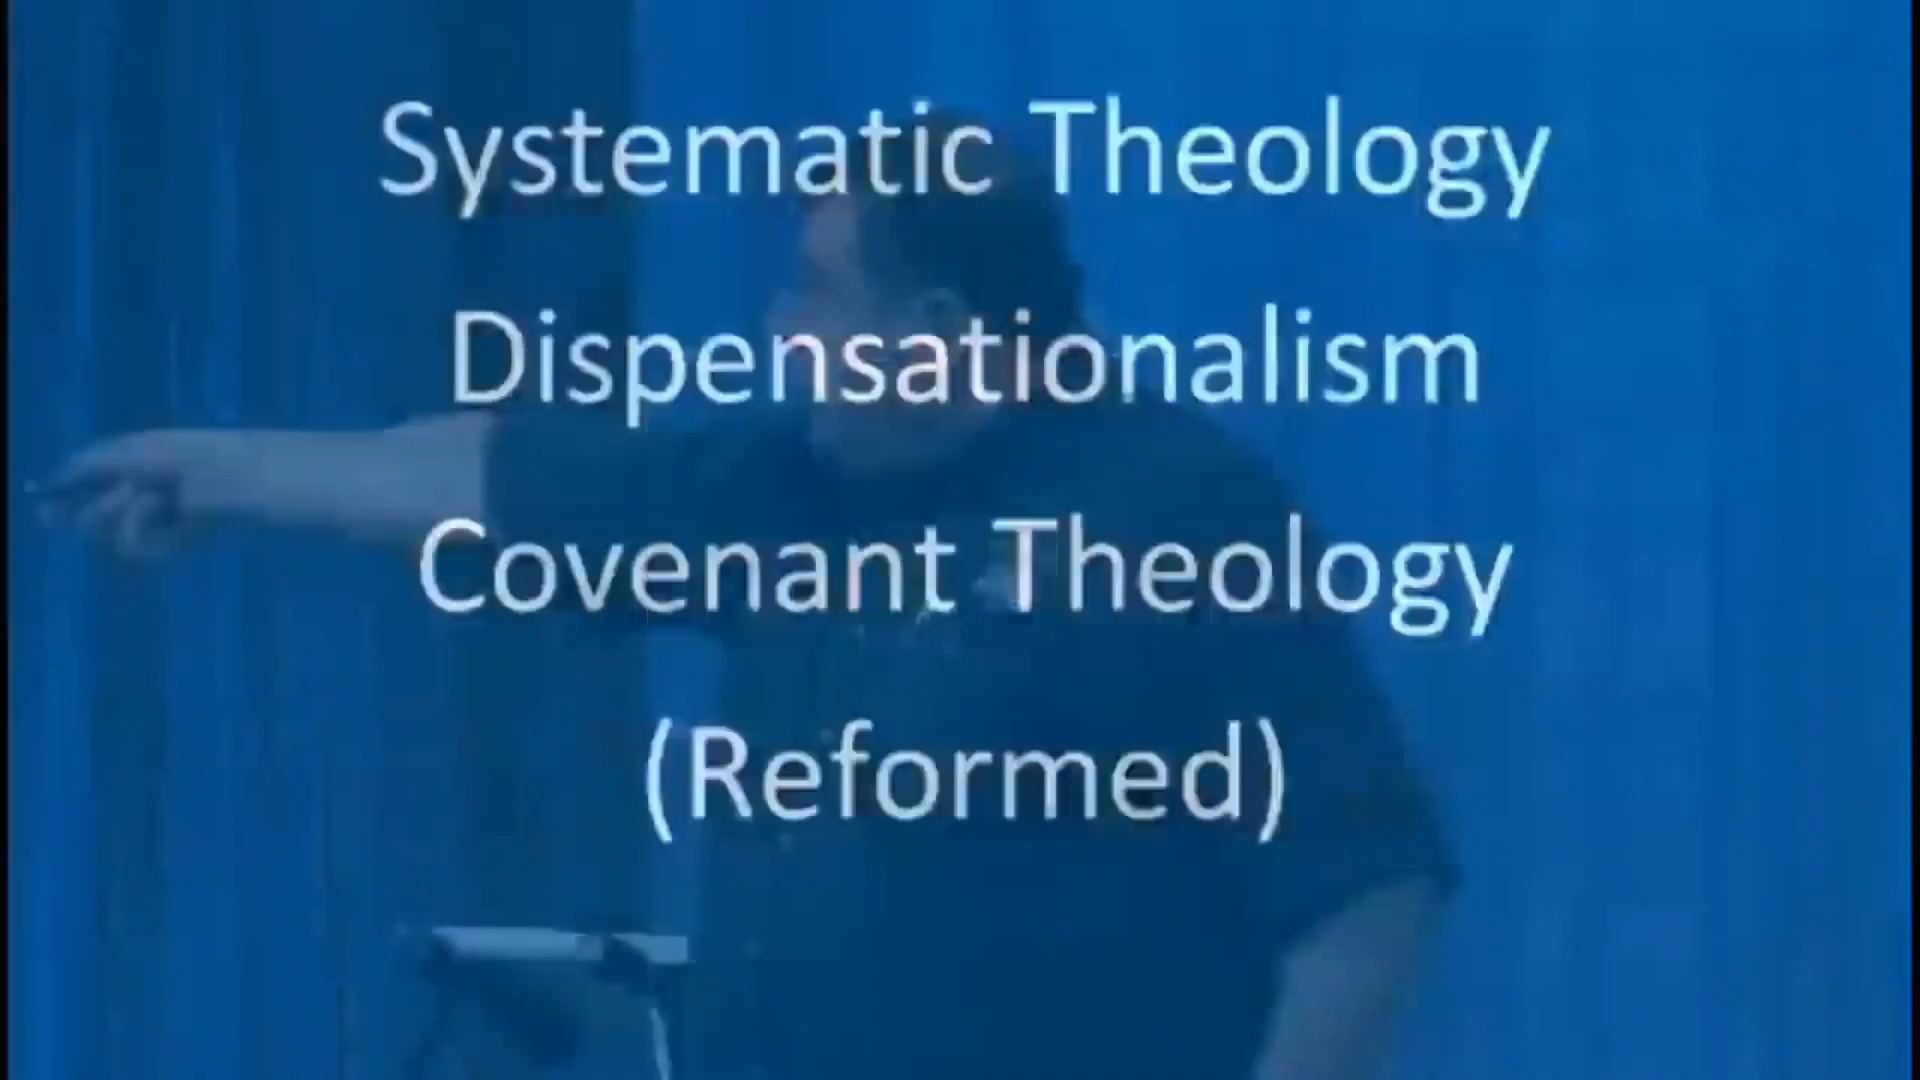 Systematic Theology
Dispensationalism
Covenant Theology
(Reformed)